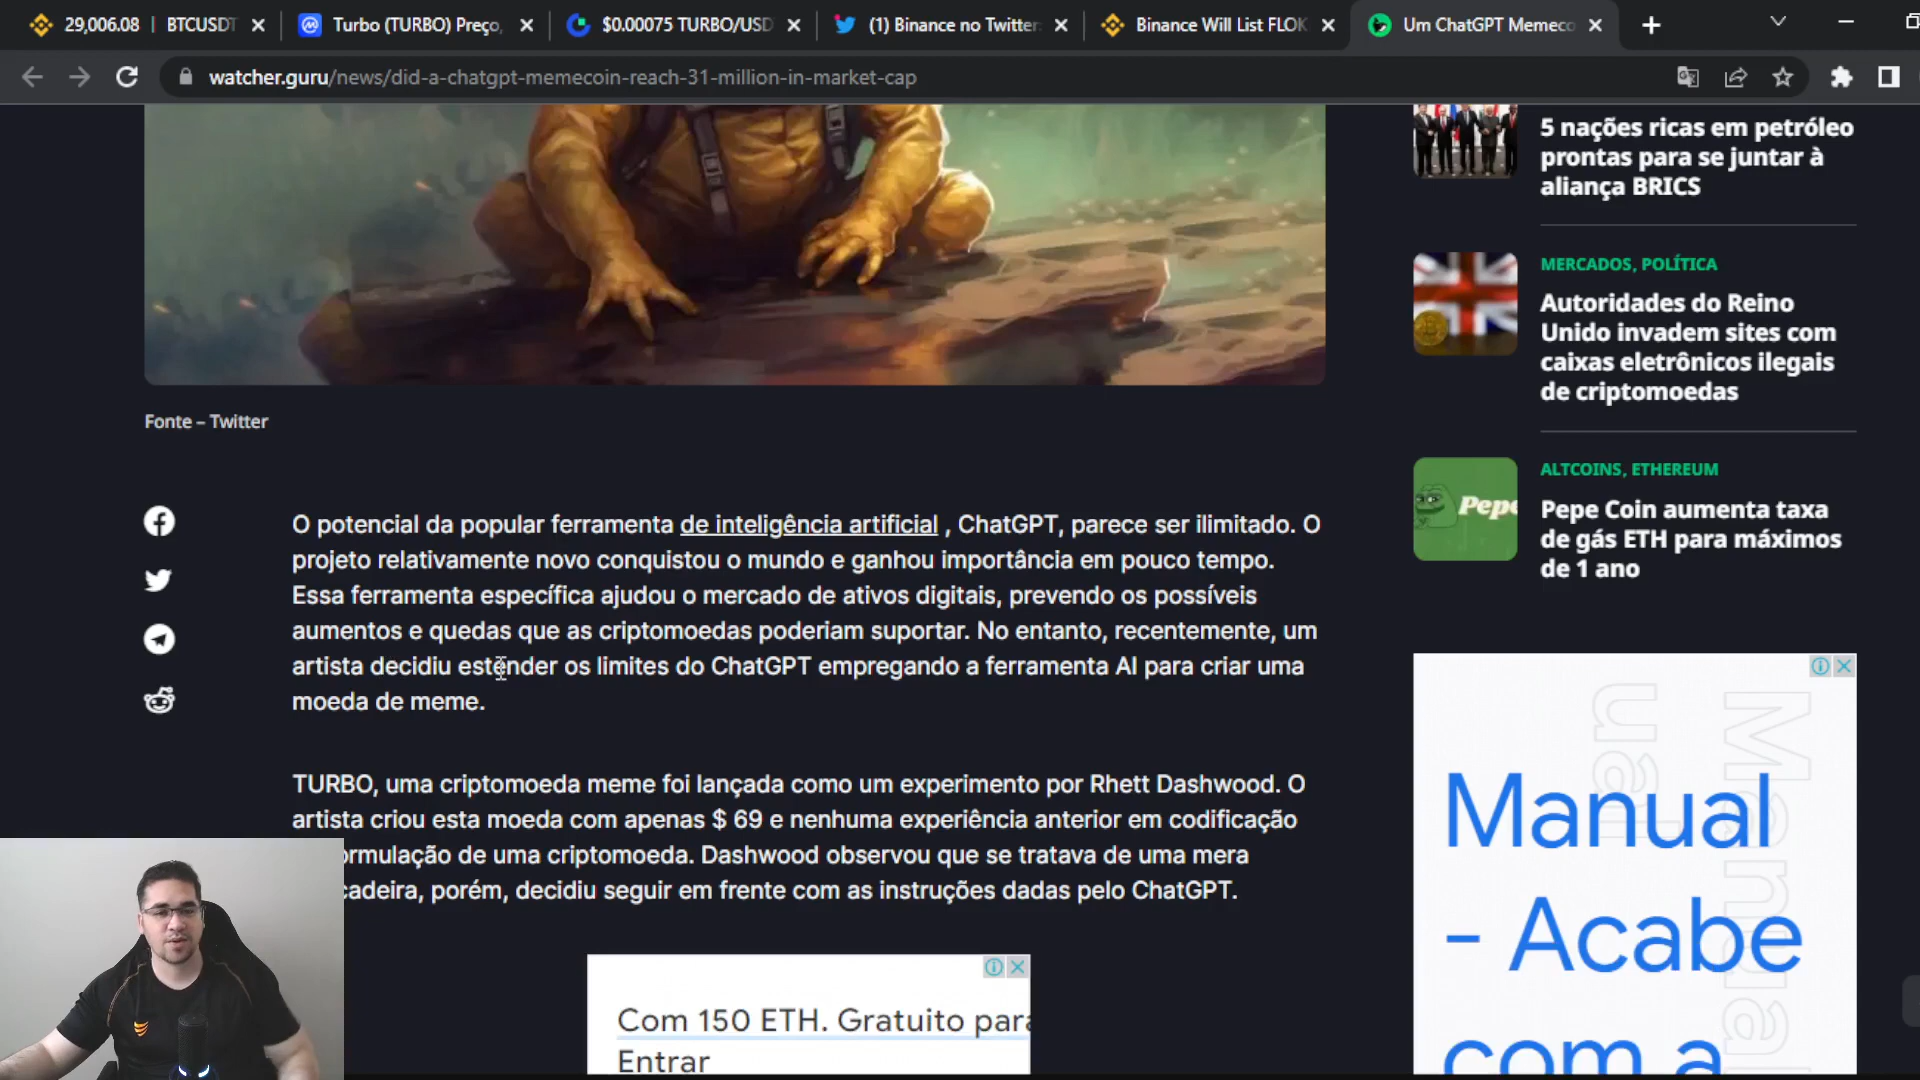 29,006.08 | BTCUSDT
Turbo (TURBO) Preço,
$0.00075 TURBO/USD
(1) Binance no Twitter:
Binance Will List FLOK
Um ChatGPT Memeco
watcher.guru/news/did-a-chatgpt-memecoin-reach-31-million-in-market-cap
5 nações ricas em petróleo
prontas para se juntar à
aliança BRICS
MERCADOS, POLÍTICA
Autoridades do Reino
Unido invadem sites com
caixas eletrônicos ilegais
de criptomoedas
ALTCOINS, ETHEREUM
Pepe
Pepe Coin aumenta taxa
de gás ETH para máximos
de 1 ano
Fonte – Twitter
O potencial da popular ferramenta de inteligência artificial , ChatGPT, parece ser ilimitado. O
projeto relativamente novo conquistou o mundo e ganhou importância em pouco tempo.
Essa ferramenta específica ajudou o mercado de ativos digitais, prevendo os possíveis
aumentos e quedas que as criptomoedas poderiam suportar. No entanto, recentemente, um
artista decidiu estender os limites do ChatGPT empregando a ferramenta AI para criar uma
moeda de meme.
TURBO, uma criptomoeda meme foi lançada como um experimento por Rhett Dashwood. O
artista criou esta moeda com apenas $ 69 e nenhuma experiência anterior em codificação
ormulação de uma criptomoeda. Dashwood observou que se tratava de uma mera
cadeira, porém, decidiu seguir em frente com as instruções dadas pelo ChatGPT.
Com 150 ETH. Gratuito para
Entrar
Manual
- Acabe
com a
Manual